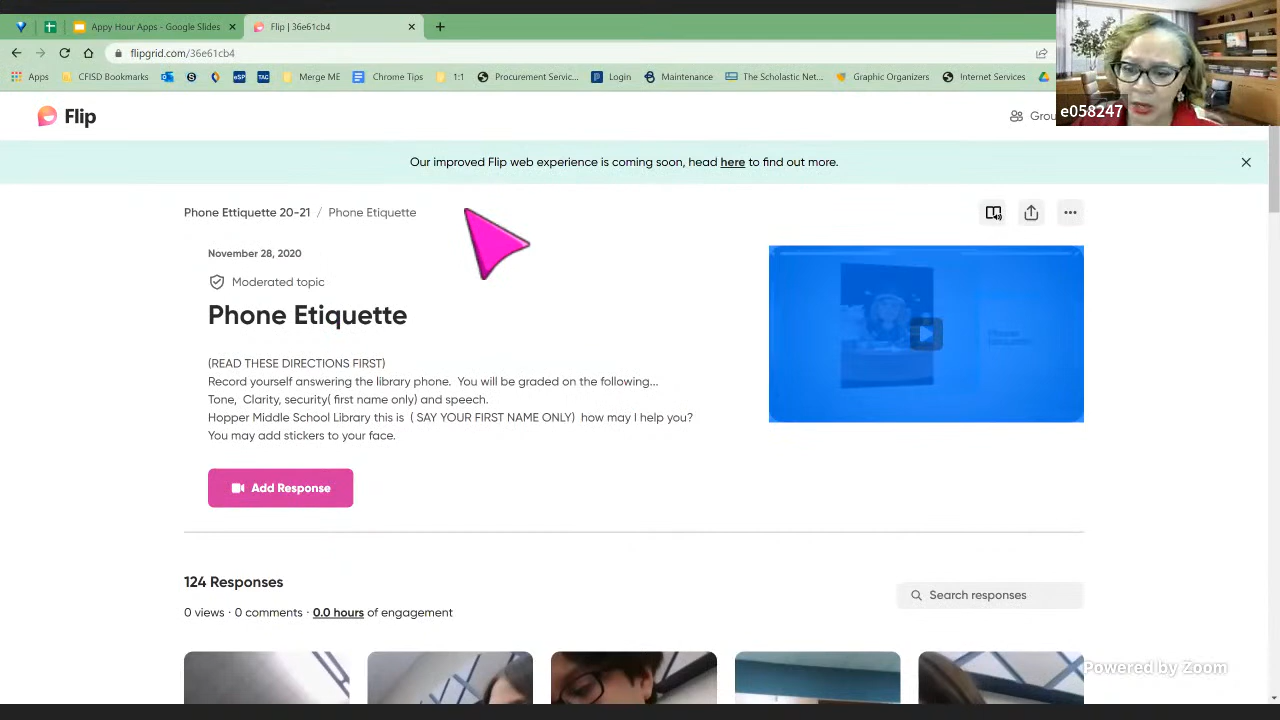 Appy Hour Apps - Google Slides
Flip | 36e61cb4
flipgrid.com/36e61cb4
Apps CFISD Bookmarks eSP TAC Merge ME Chrome Tips 1:1 Procurement Servic... Login Maintenance The Scholastic Net... Graphic Organizers Internet Services
e058247
Flip
Grou
Our improved Flip web experience is coming soon, head here to find out more.
Phone Ettiquette 20-21 / Phone Etiquette
November 28, 2020
Moderated topic
Phone Etiquette
(READ THESE DIRECTIONS FIRST)
Record yourself answering the library phone. You will be graded on the following...
Tone, Clarity, security( first name only) and speech.
Hopper Middle School Library this is ( SAY YOUR FIRST NAME ONLY) how may I help you?
You may add stickers to your face.
Add Response
124 Responses
Search responses
0 views · 0 comments · 0.0 hours of engagement
Powered by Zoom